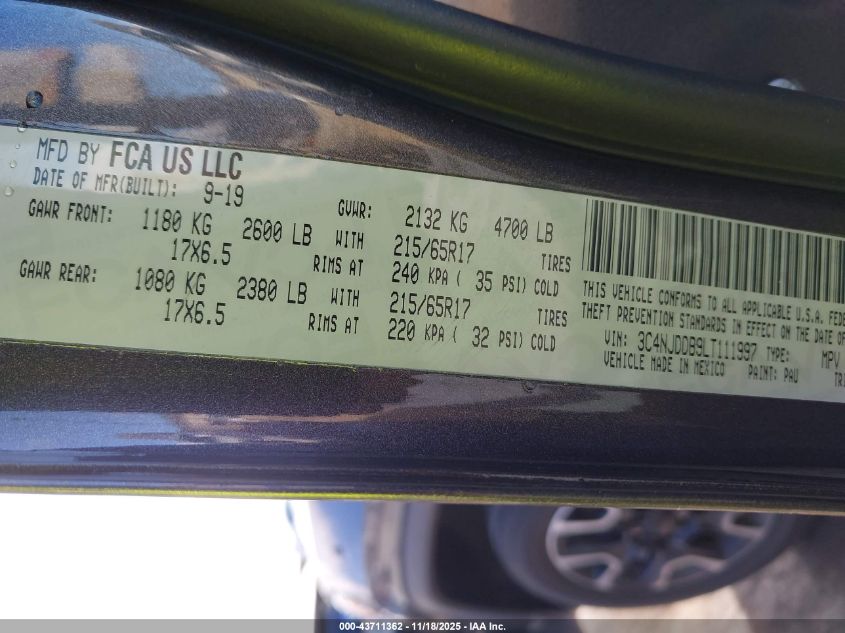 MFD BY FCA US LLC
DATE OF MFR(BUILT): 9-19
GVWR: 2132 KG 4700 LB
GAWR FRONT: 1180 KG 2600 LB WITH 215/65R17 TIRES
17X6.5 RIMS AT 240 KPA ( 35 PSI) COLD
GAWR REAR: 1080 KG 2380 LB WITH 215/65R17 TIRES
17X6.5 RIMS AT 220 KPA ( 32 PSI) COLD
THIS VEHICLE CONFORMS TO ALL APPLICABLE U.S.A. FEDE
THEFT PREVENTION STANDARDS IN EFFECT ON THE DATE OF
VIN: 3C4NJDDB9LT111997 TYPE: MPV
VEHICLE MADE IN MEXICO PAINT: PAU TRI
000-43711362 - 11/18/2025 - IAA Inc.